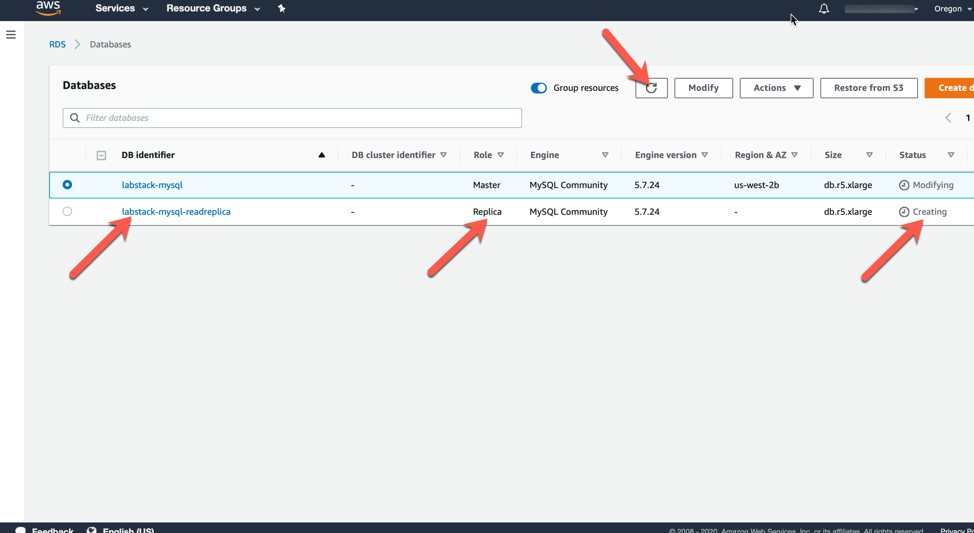 aws Services Resource Groups Oregon
RDS Databases
Databases Group resources Modify Actions Restore from S3 Create d
Filter databases 1
DB identifier DB cluster identifier Role Engine Engine version Region & AZ Size Status
labstack-mysql - Master MySQL Community 5.7.24 us-west-2b db.r5.xlarge Modifying
labstack-mysql-readreplica - Replica MySQL Community 5.7.24 - db.r5.xlarge Creating
Feedback English (US) © 2008 - 2020, Amazon Web Services, Inc. or its affiliates. All rights reserved. Privacy Po